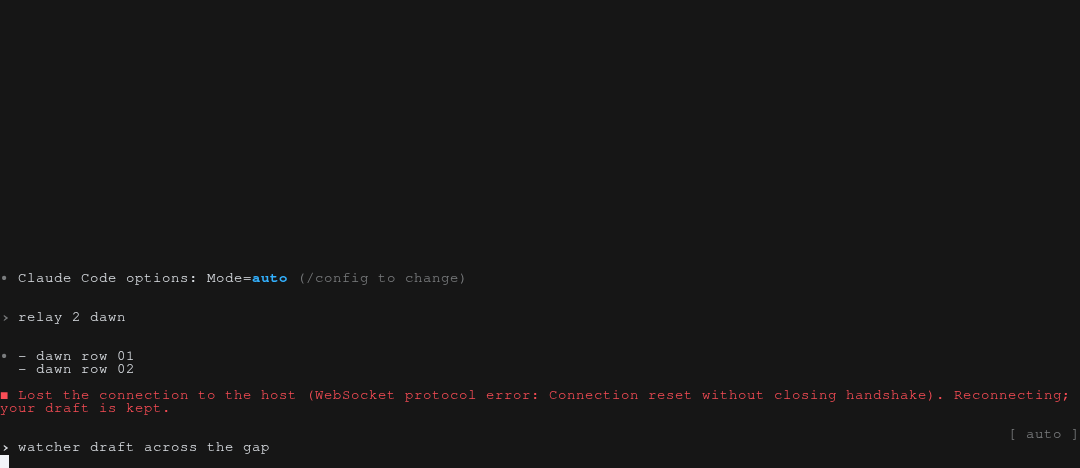 • Claude Code options: Mode=auto (/config to change)
› relay 2 dawn
• - dawn row 01
- dawn row 02
■ Lost the connection to the host (WebSocket protocol error: Connection reset without closing handshake). Reconnecting;
your draft is kept.
[ auto ]
› watcher draft across the gap